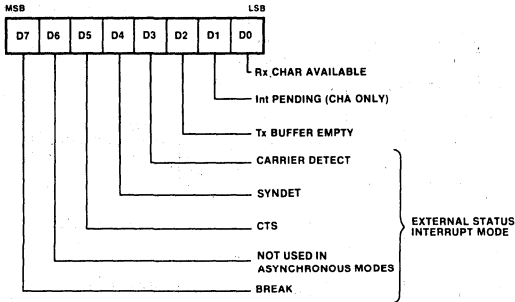 MSB LSB
D7 D6 D5 D4 D3 D2 D1 D0
Rx CHAR AVAILABLE
Int PENDING (CHA ONLY)
Tx BUFFER EMPTY
CARRIER DETECT
SYNDET
CTS
EXTERNAL STATUS
INTERRUPT MODE
NOT USED IN
ASYNCHRONOUS MODES
BREAK